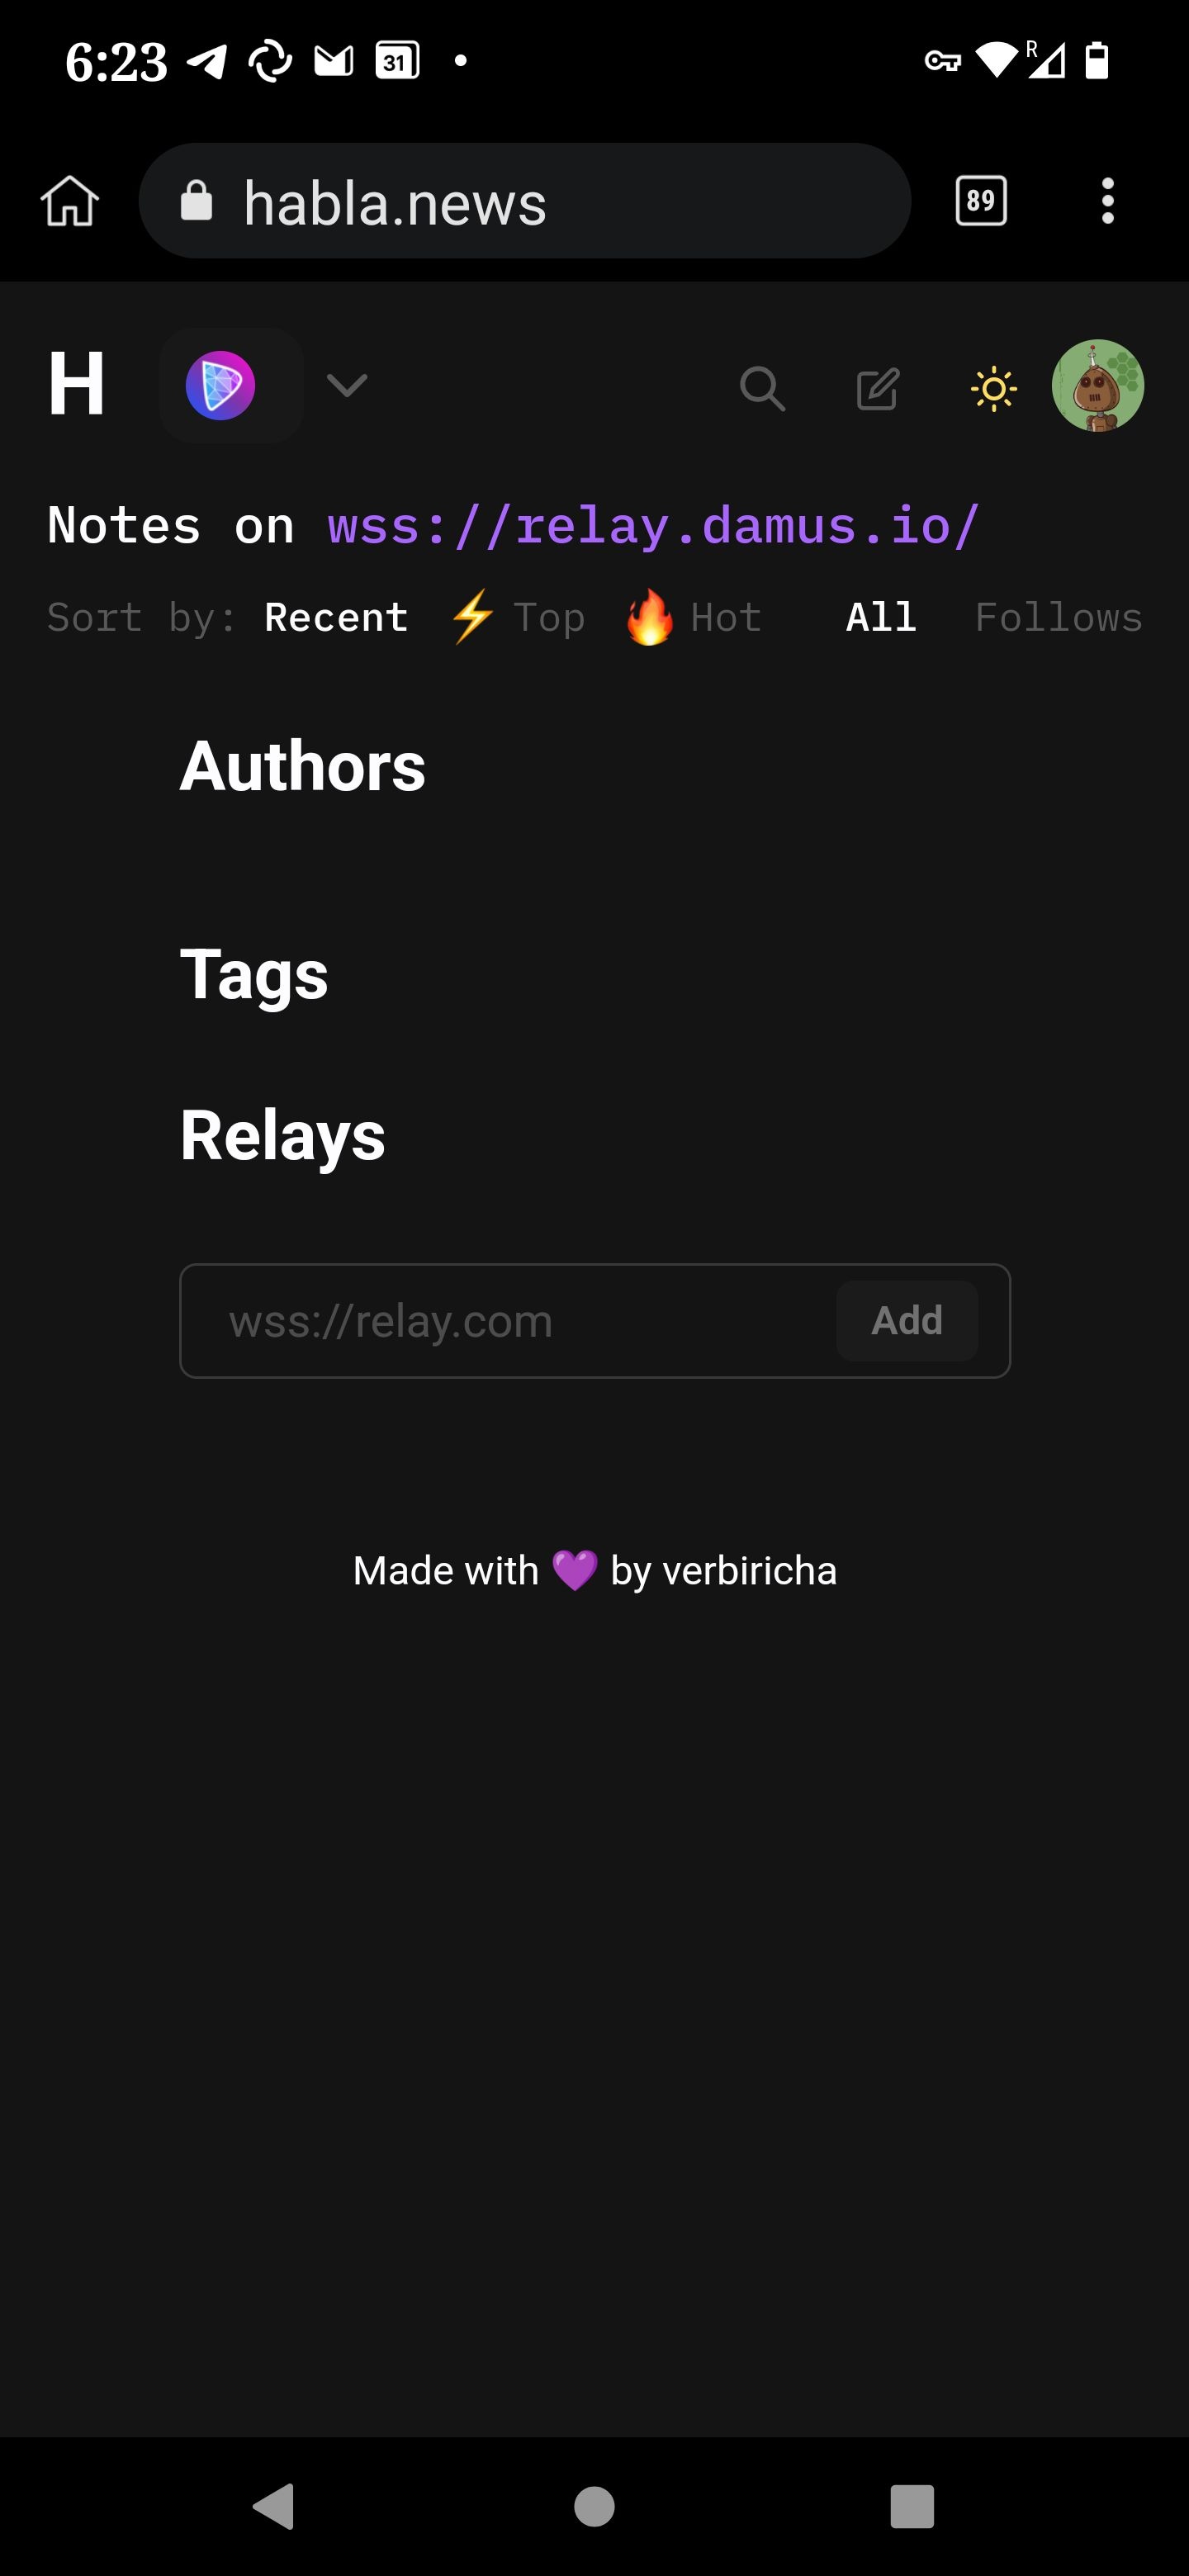 6:23 31
R
habla.news 89
H
Notes on wss://relay.damus.io/
Sort by: Recent ⚡ Top 🔥 Hot All Follows
Authors
Tags
Relays
wss://relay.com Add
Made with 💜 by verbiricha